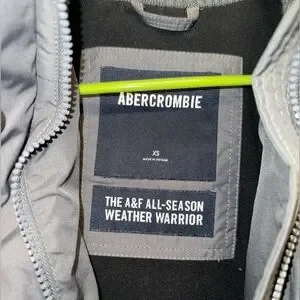 ABERCROMBIE
XS
MADE IN VIETNAM
THE A&F ALL-SEASON
WEATHER WARRIOR